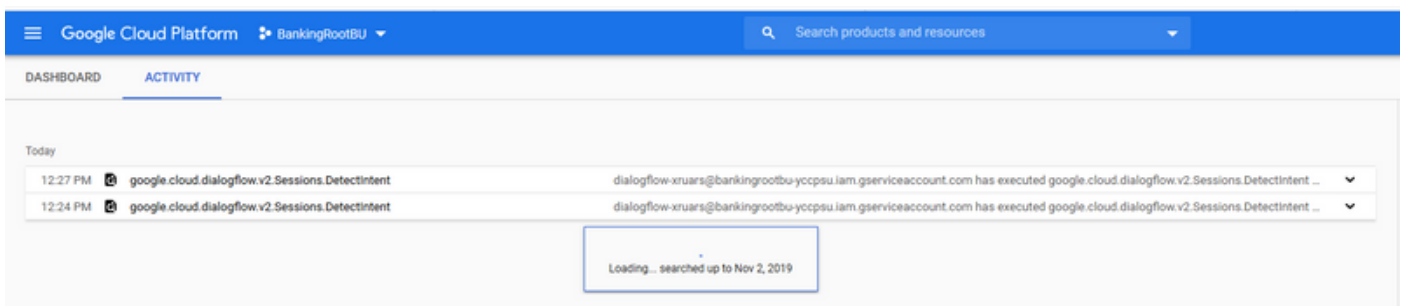 Google Cloud Platform BankingRootBU Search products and resources
DASHBOARD ACTIVITY
Today
12:27 PM google.cloud.dialogflow.v2.Sessions.DetectIntent dialogflow-xruars@bankingrootbu-yccpsu.iam.gserviceaccount.com has executed google.cloud.dialogflow.v2.Sessions.DetectIntent ...
12:24 PM google.cloud.dialogflow.v2.Sessions.DetectIntent dialogflow-xruars@bankingrootbu-yccpsu.iam.gserviceaccount.com has executed google.cloud.dialogflow.v2.Sessions.DetectIntent ...
Loading... searched up to Nov 2, 2019